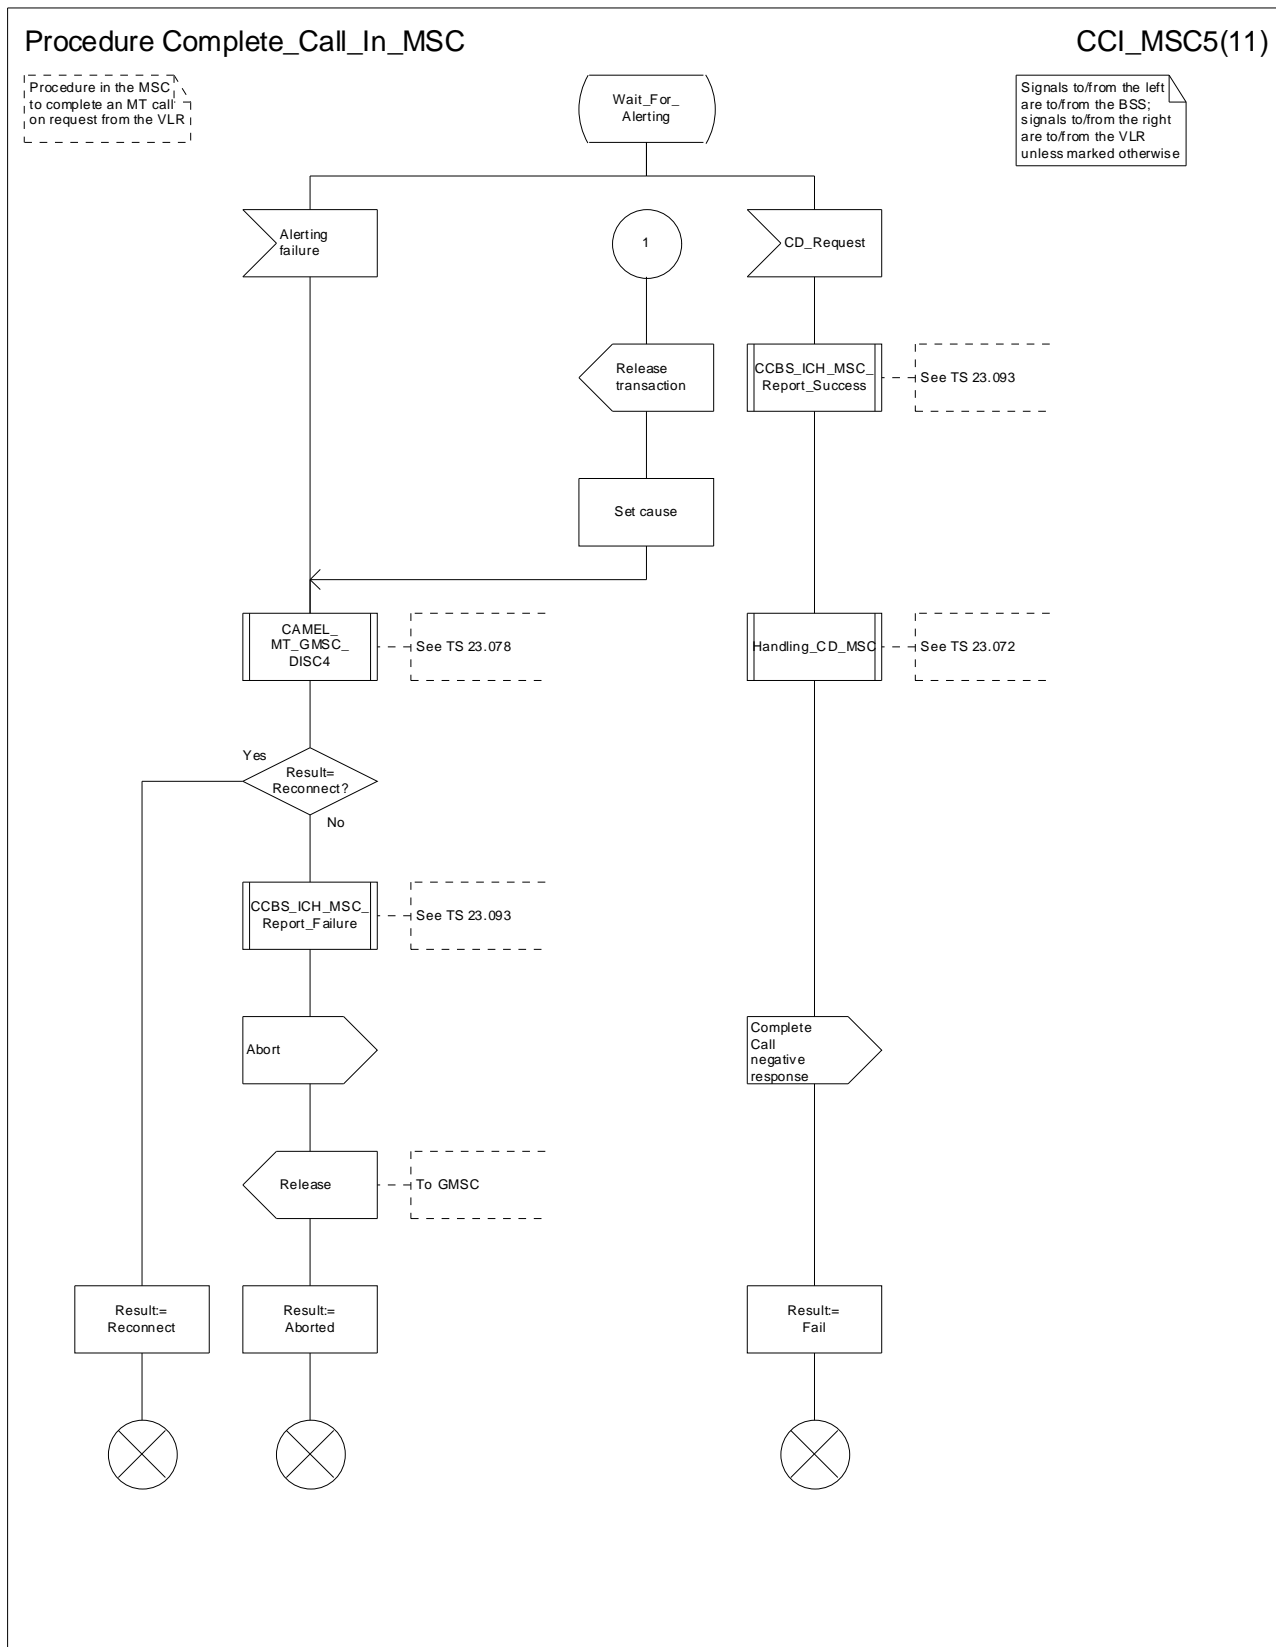 Procedure Complete_Call_In_MSC
CCI_MSC5(11)
Procedure in the MSC
to complete an MT call
on request from the VLR
Wait_For_
Alerting
Signals to/from the left
are to/from the BSS;
signals to/from the right
are to/from the VLR
unless marked otherwise
Alerting
failure
1
CD_Request
Release
transaction
CCBS_ICH_MSC_
Report_Success
See TS 23.093
Set cause
CAMEL_
MT_GMSC_
DISC4
See TS 23.078
Handling_CD_MSC
See TS 23.072
Yes
Result=
Reconnect?
No
CCBS_ICH_MSC_
Report_Failure
See TS 23.093
Abort
Complete
Call
negative
response
Release
To GMSC
Result:=
Reconnect
Result:=
Aborted
Result:=
Fail